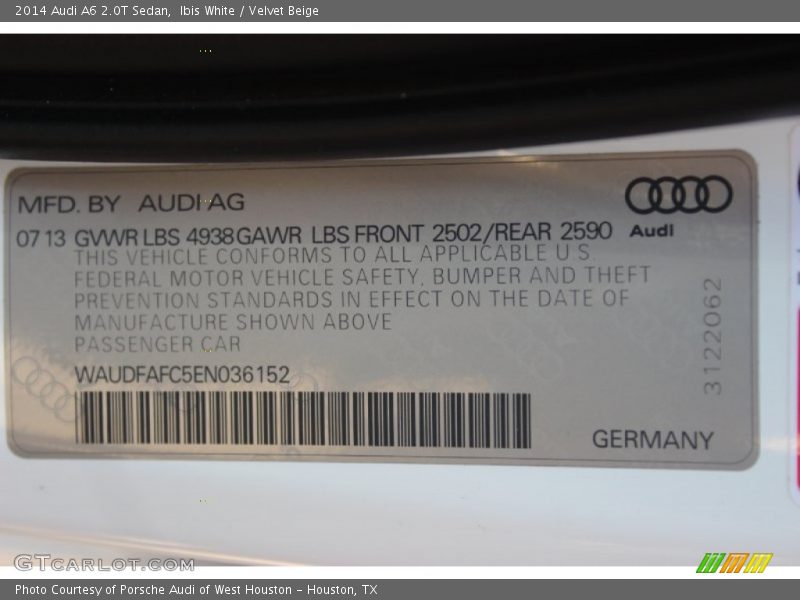 2014 Audi A6 2.0T Sedan,  Ibis White / Velvet Beige
MFD. BY AUDI AG
Audi
07 13 GVWR LBS 4938 GAWR LBS FRONT 2502/REAR 2590
THIS VEHICLE CONFORMS TO ALL APPLICABLE U.S.
FEDERAL MOTOR VEHICLE SAFETY, BUMPER AND THEFT
PREVENTION STANDARDS IN EFFECT ON THE DATE OF
MANUFACTURE SHOWN ABOVE
PASSENGER CAR
WAUDFAFC5EN036152
3122062
GERMANY
GTCARLOT.COM
Photo Courtesy of Porsche Audi of West Houston – Houston, TX